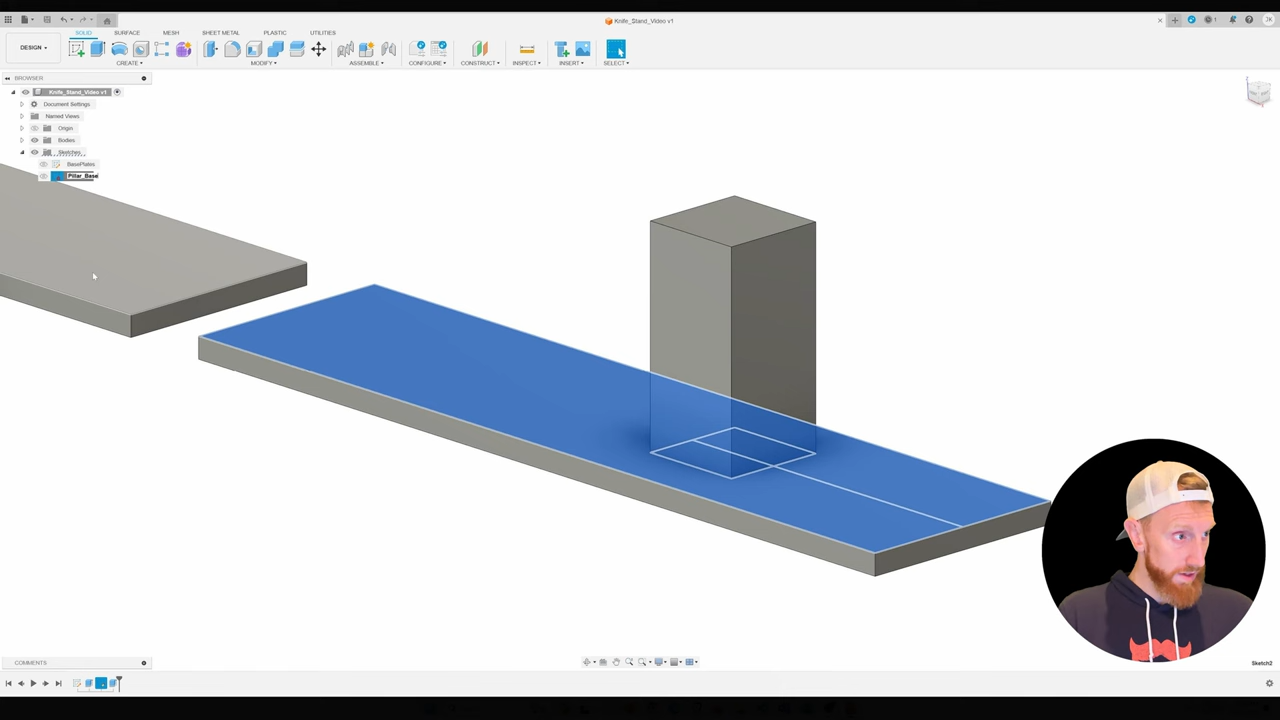 Knife_Stand_Video v1
DESIGN
SOLID SURFACE MESH SHEET METAL PLASTIC UTILITIES
CREATE MODIFY ASSEMBLE CONFIGURE CONSTRUCT INSPECT INSERT SELECT
BROWSER
Knife_Stand_Video v1
Document Settings
Named Views
Origin
Bodies
Sketches
BasePlates
Pillar_Base
COMMENTS
Sketch2